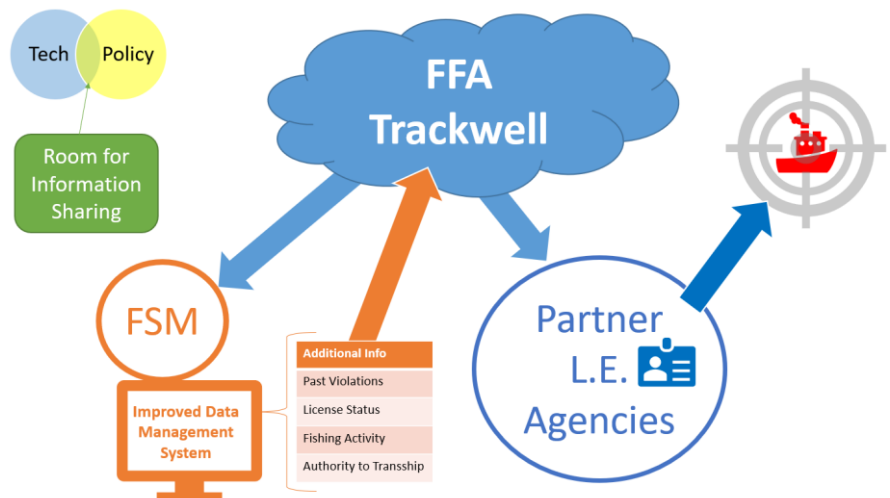 Tech Policy
Room for
Information
Sharing
FFA
Trackwell
FSM
Improved Data
Management
System
Additional Info
Past Violations
License Status
Fishing Activity
Authority to Transship
Partner
L.E.
Agencies